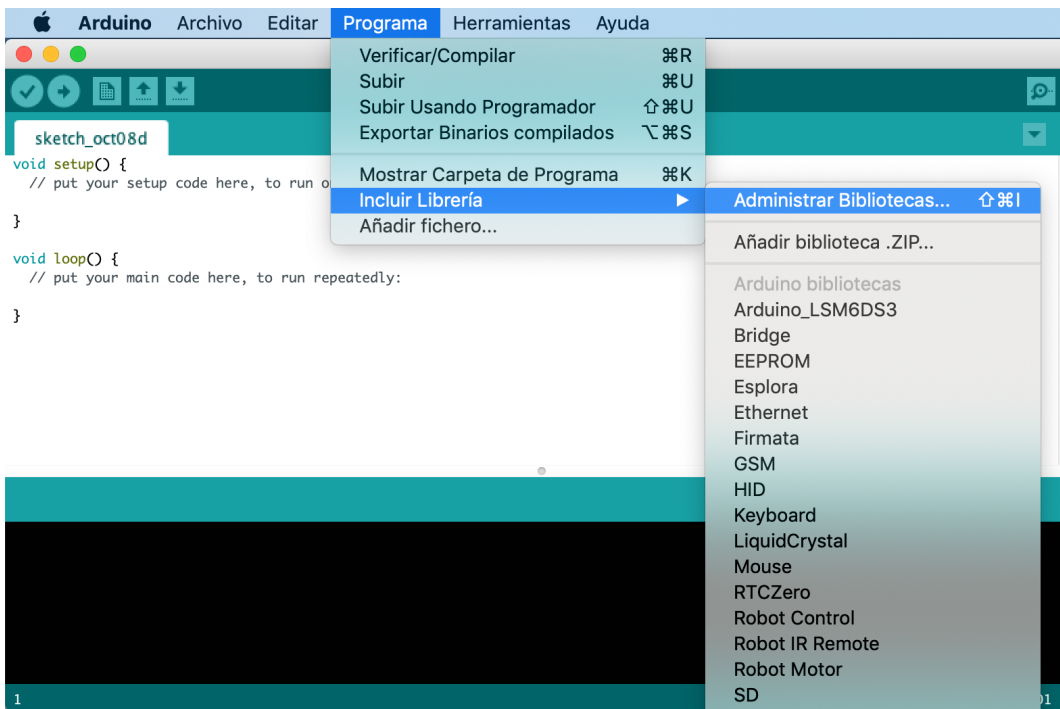 Arduino Archivo Editar Programa Herramientas Ayuda
Verificar/Compilar ⌘R
Subir ⌘U
Subir Usando Programador ⇧⌘U
Exportar Binarios compilados ⌥⌘S
Mostrar Carpeta de Programa ⌘K
Incluir Librería ▶
Añadir fichero...
Administrar Bibliotecas... ⇧⌘I
Añadir biblioteca .ZIP...
Arduino bibliotecas
Arduino_LSM6DS3
Bridge
EEPROM
Esplora
Ethernet
Firmata
GSM
HID
Keyboard
LiquidCrystal
Mouse
RTCZero
Robot Control
Robot IR Remote
Robot Motor
SD
sketch_oct08d
void setup() {
// put your setup code here, to run
}
void loop() {
// put your main code here, to run repeatedly:
}
1